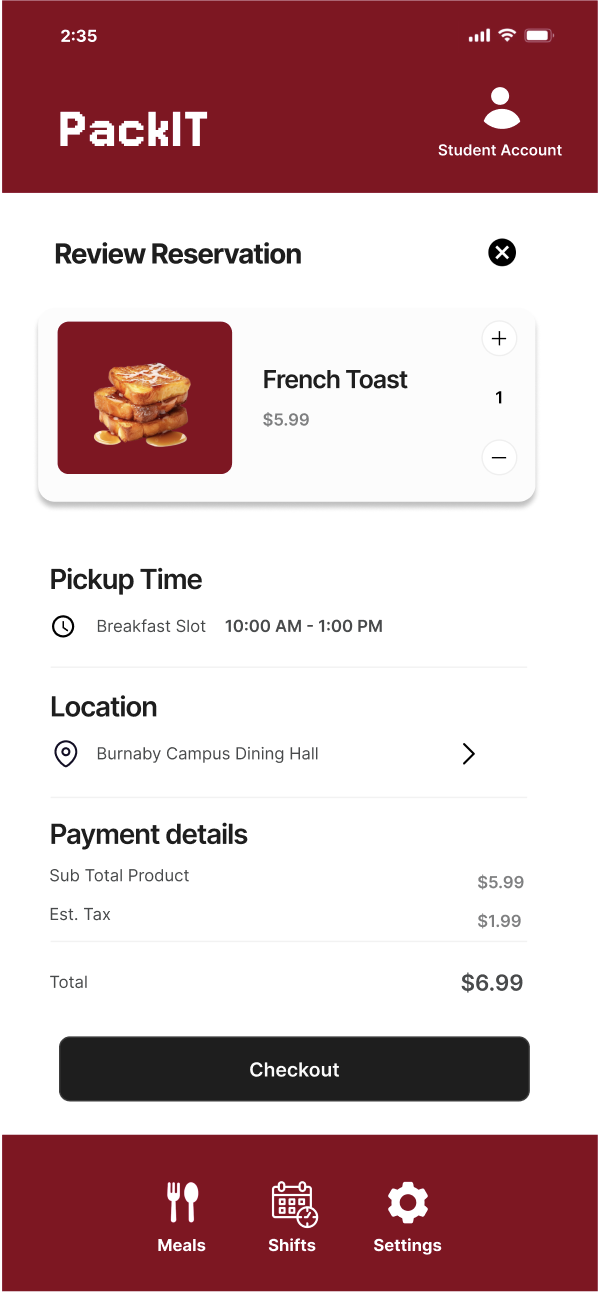 2:35
PackIT
Student Account
Review Reservation
French Toast
$5.99
1
Pickup Time
Breakfast Slot 10:00 AM - 1:00 PM
Location
Burnaby Campus Dining Hall
Payment details
Sub Total Product $5.99
Est. Tax $1.99
Total $6.99
Checkout
Meals Shifts Settings